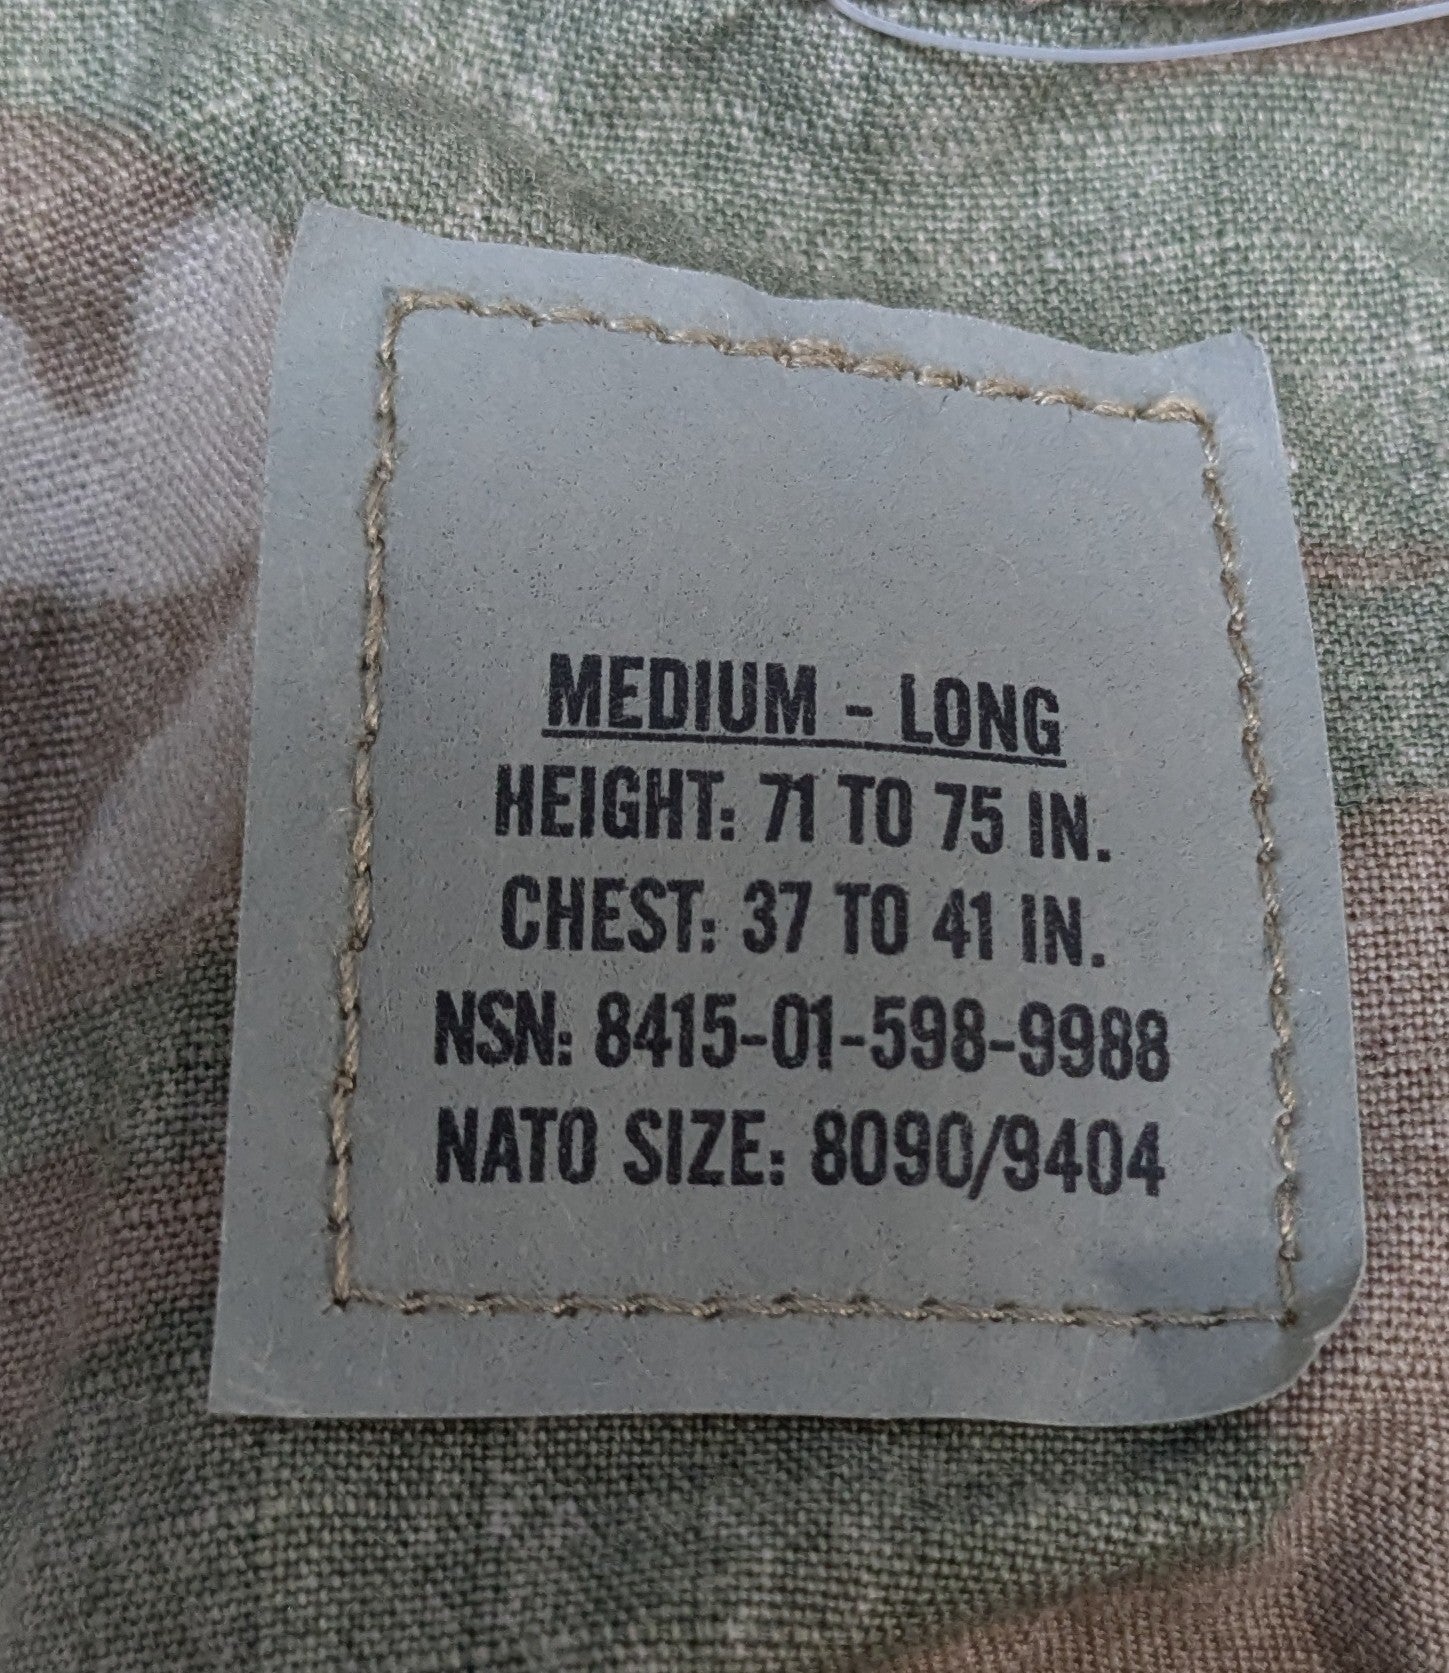 MEDIUM - LONG
HEIGHT: 71 TO 75 IN.
CHEST: 37 TO 41 IN.
NSN: 8415-01-598-9988
NATO SIZE: 8090/9404